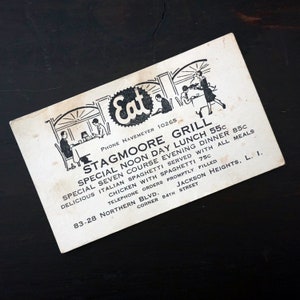 Eat
PHONE HAVEMEYER 10265
STAGMOORE GRILL
SPECIAL NOON DAY LUNCH 55c
SPECIAL SEVEN COURSE EVENING DINNER 85c
DELICIOUS ITALIAN SPAGHETTI SERVED WITH ALL MEALS
CHICKEN WITH SPAGHETTI 75c
TELEPHONE ORDERS PROMPTLY FILLED
83-28 NORTHERN BLVD. JACKSON HEIGHTS, L. I.
CORNER 84TH STREET